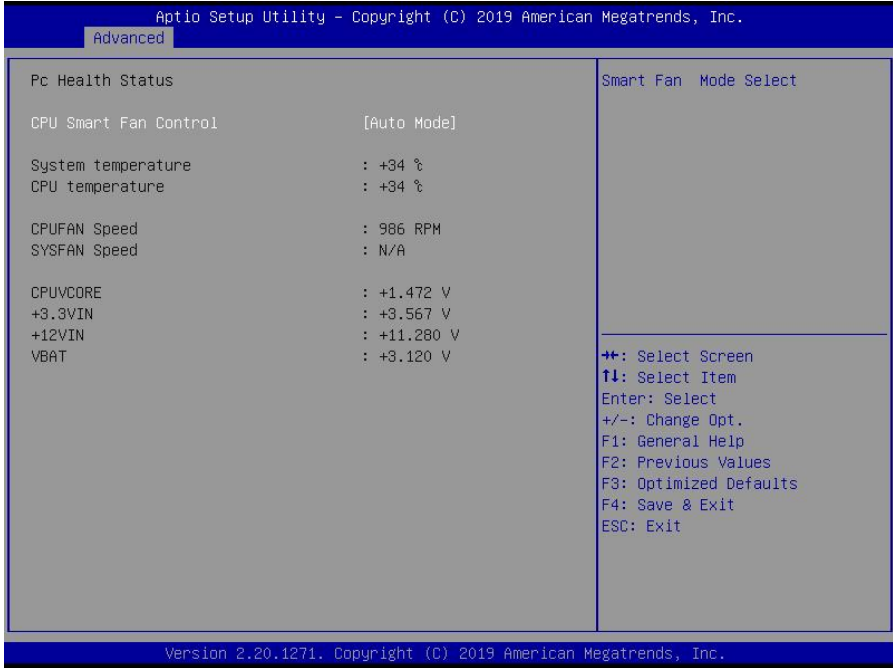 Aptio Setup Utility – Copyright (C) 2019 American Megatrends, Inc.
Advanced
Pc Health Status
CPU Smart Fan Control [Auto Mode]
System temperature : +34 ℃
CPU temperature : +34 ℃
CPUFAN Speed : 986 RPM
SYSFAN Speed : N/A
CPUVCORE : +1.472 V
+3.3VIN : +3.567 V
+12VIN : +11.280 V
VBAT : +3.120 V
Smart Fan  Mode Select
→←: Select Screen
↑↓: Select Item
Enter: Select
+/-: Change Opt.
F1: General Help
F2: Previous Values
F3: Optimized Defaults
F4: Save & Exit
ESC: Exit
Version 2.20.1271. Copyright (C) 2019 American Megatrends, Inc.